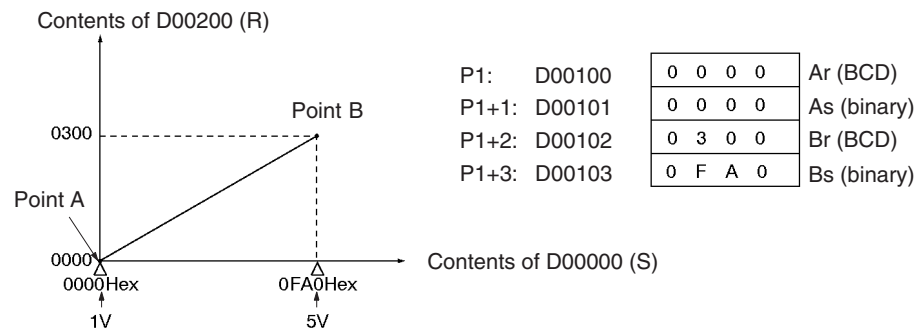 Contents of D00200 (R)
Point B
0300
Point A
0000
Contents of D00000 (S)
0000Hex
0FA0Hex
1V
5V
P1: D00100 0 0 0 0 Ar (BCD)
P1+1: D00101 0 0 0 0 As (binary)
P1+2: D00102 0 3 0 0 Br (BCD)
P1+3: D00103 0 F A 0 Bs (binary)